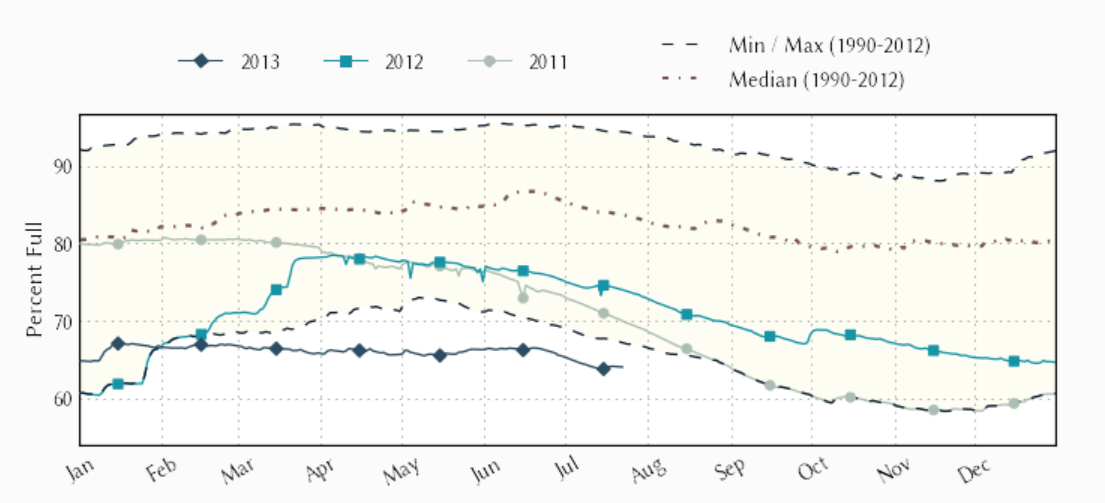 2013 2012 2011
Min / Max (1990-2012)
Median (1990-2012)
Percent Full
90
80
70
60
Jan Feb Mar Apr May Jun Jul Aug Sep Oct Nov Dec